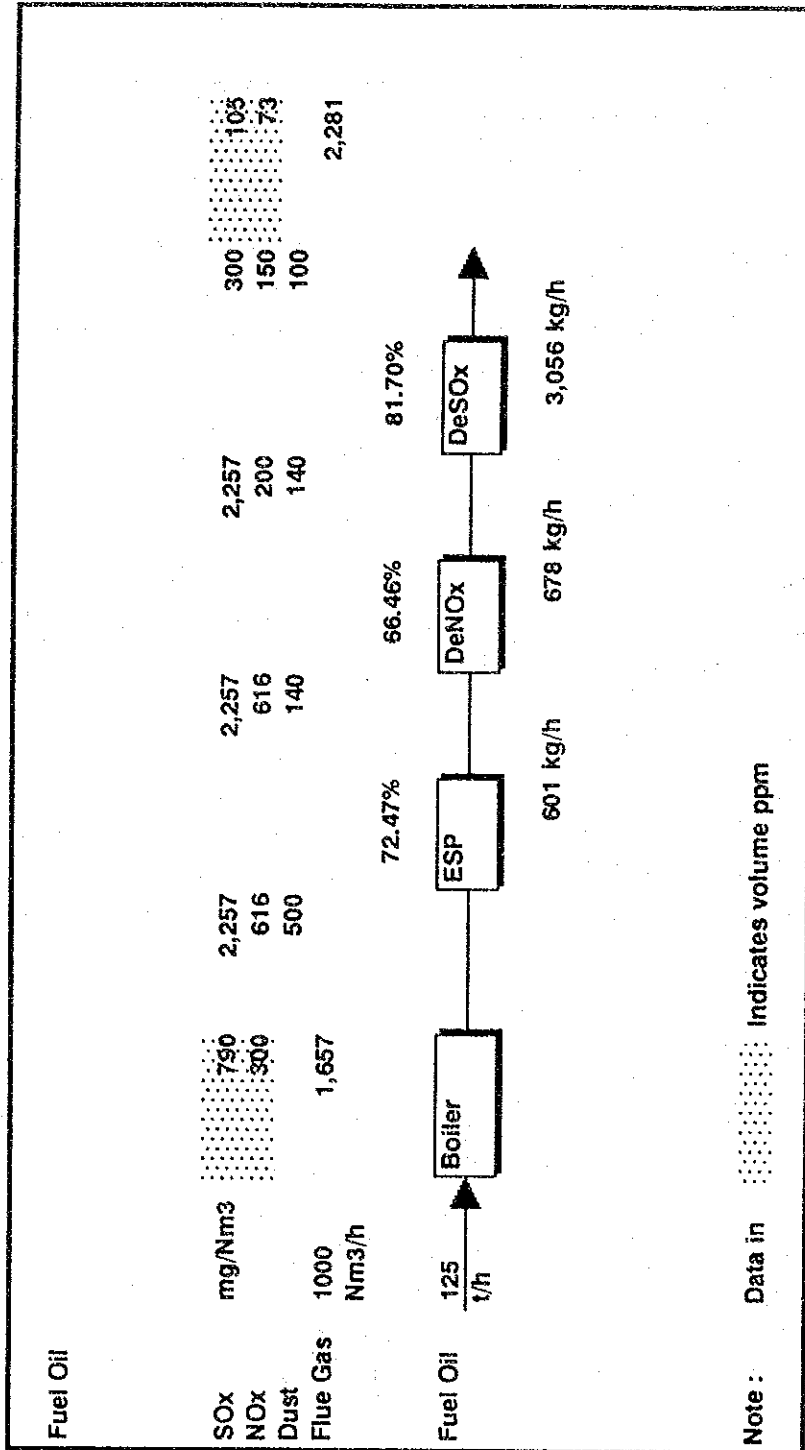 Fuel Oil
SOx mg/Nm3 790 2,257 2,257 2,257 300 105
NOx 300 616 616 200 150 73
Dust 500 140 140 100
Flue Gas 1000 1,657 2,281
Nm3/h
72.47% 66.46% 81.70%
Fuel Oil 125 Boiler ESP DeNOx DeSOx
t/h
601 kg/h 678 kg/h 3,056 kg/h
Note : Data in Indicates volume ppm